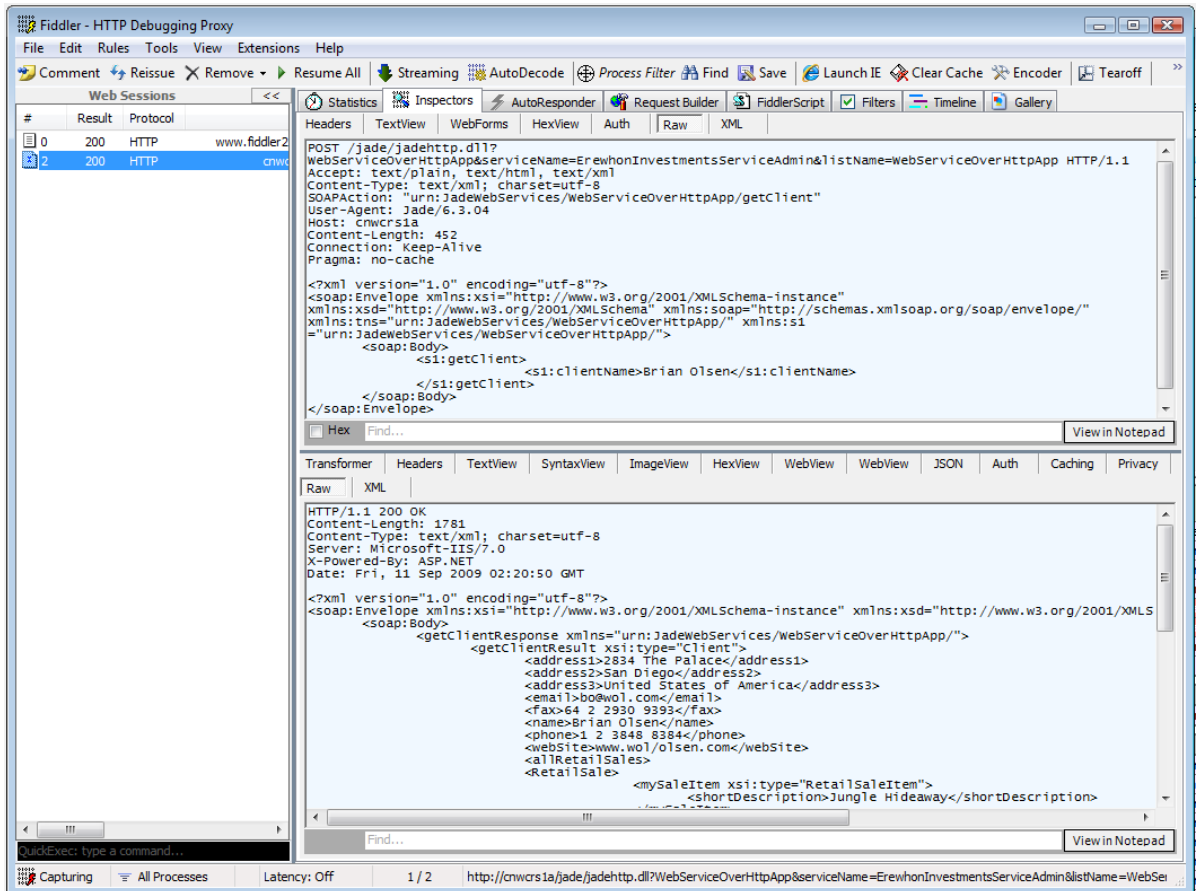 Fiddler - HTTP Debugging Proxy
File Edit Rules Tools View Extensions Help
Comment Reissue Remove Resume All Streaming AutoDecode Process Filter Find Save Launch IE Clear Cache Encoder Tearoff »
Web Sessions <<
# Result Protocol
0 200 HTTP www.fiddler2
2 200 HTTP cnwc
Statistics Inspectors AutoResponder Request Builder FiddlerScript Filters Timeline Gallery
Headers TextView WebForms HexView Auth Raw XML
POST /jade/jadehttp.dll?
WebServiceOverHttpApp&serviceName=ErewhonInvestmentsServiceAdmin&listName=WebServiceOverHttpApp HTTP/1.1
Accept: text/plain, text/html, text/xml
Content-Type: text/xml; charset=utf-8
SOAPAction: "urn:JadeWebServices/WebServiceOverHttpApp/getClient"
User-Agent: Jade/6.3.04
Host: cnwcrs1a
Content-Length: 452
Connection: Keep-Alive
Pragma: no-cache
<?xml version="1.0" encoding="utf-8"?>
<soap:Envelope xmlns:xsi="http://www.w3.org/2001/XMLSchema-instance"
xmlns:xsd="http://www.w3.org/2001/XMLSchema" xmlns:soap="http://schemas.xmlsoap.org/soap/envelope/"
xmlns:tns="urn:JadeWebServices/WebServiceOverHttpApp/" xmlns:s1
="urn:JadeWebServices/WebServiceOverHttpApp/">
<soap:Body>
<s1:getClient>
<s1:clientName>Brian Olsen</s1:clientName>
</s1:getClient>
</soap:Body>
</soap:Envelope>
Hex Find... View in Notepad
Transformer Headers TextView SyntaxView ImageView HexView WebView WebView JSON Auth Caching Privacy
Raw XML
HTTP/1.1 200 OK
Content-Length: 1781
Content-Type: text/xml; charset=utf-8
Server: Microsoft-IIS/7.0
X-Powered-By: ASP.NET
Date: Fri, 11 Sep 2009 02:20:50 GMT
<?xml version="1.0" encoding="utf-8"?>
<soap:Envelope xmlns:xsi="http://www.w3.org/2001/XMLSchema-instance" xmlns:xsd="http://www.w3.org/2001/XMLS
<soap:Body>
<getClientResponse xmlns="urn:JadeWebServices/WebServiceOverHttpApp/">
<getClientResult xsi:type="Client">
<address1>2834 The Palace</address1>
<address2>San Diego</address2>
<address3>United States of America</address3>
<email>bo@wol.com</email>
<fax>64 2 2930 9393</fax>
<name>Brian Olsen</name>
<phone>1 2 3848 8384</phone>
<webSite>www.wol/olsen.com</webSite>
<allRetailSales>
<RetailSale>
<mySaleItem xsi:type="RetailSaleItem">
<shortDescription>Jungle Hideaway</shortDescription>
Find... View in Notepad
QuickExec: type a command...
Capturing All Processes Latency: Off 1 / 2 http://cnwcrs1a/jade/jadehttp.dll?WebServiceOverHttpApp&serviceName=ErewhonInvestmentsServiceAdmin&listName=WebSer